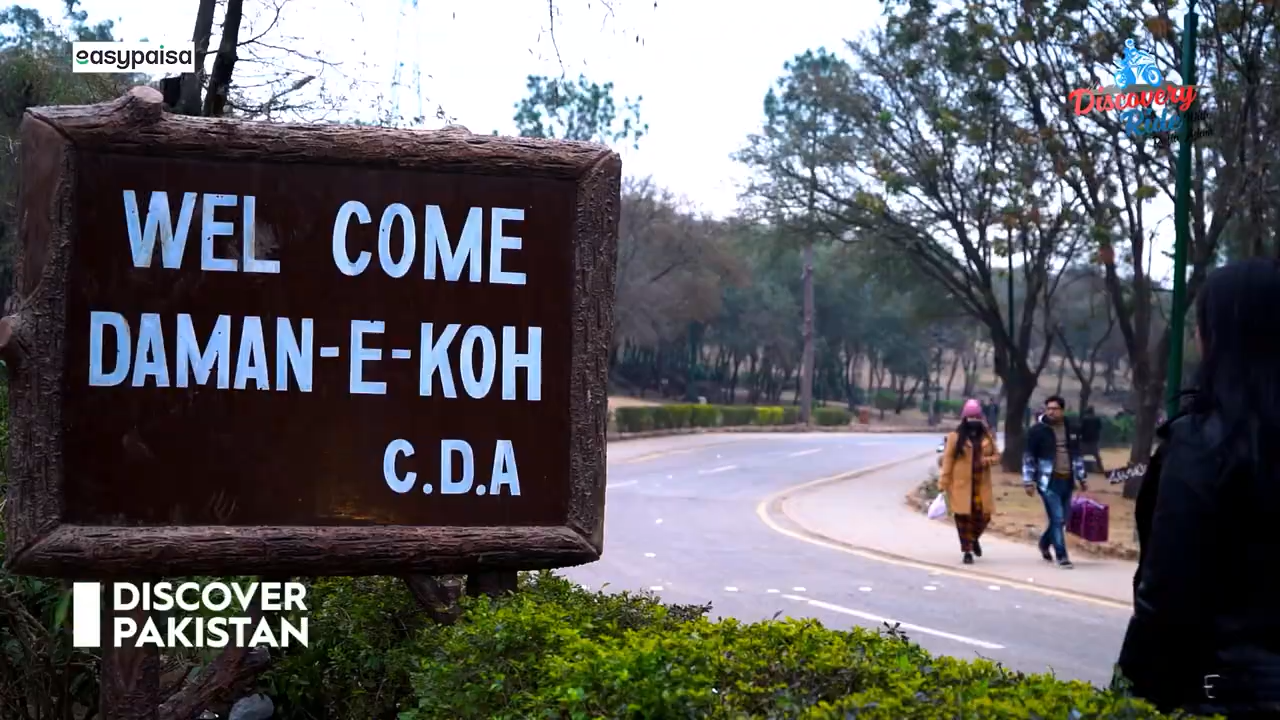 easypaisa
Discovery
Ride
WEL COME
DAMAN-E-KOH
C.D.A
DISCOVER
PAKISTAN